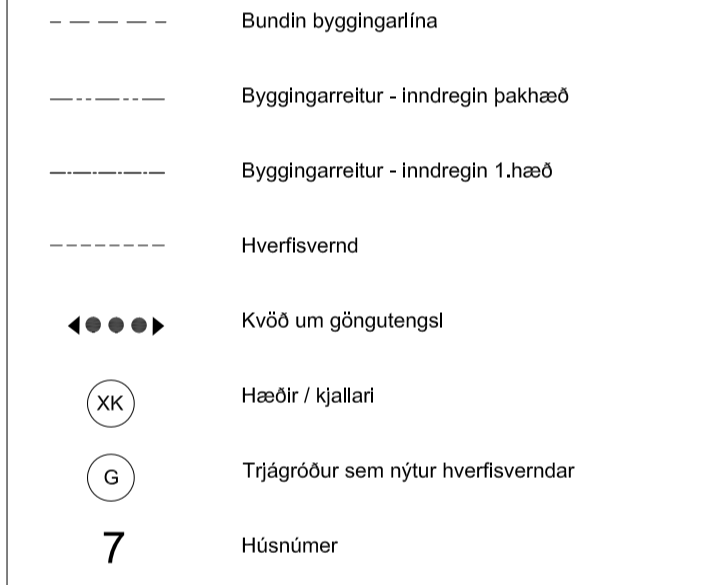 Bundin byggingarlína
Byggingarreitur - inndregin þakhæð
Byggingarreitur - inndregin 1.hæð
Hverfisvernd
Kvöð um göngutengsl
XK Hæðir / kjallari
G Trjágróður sem nýtur hverfisverndar
7 Húsnúmer